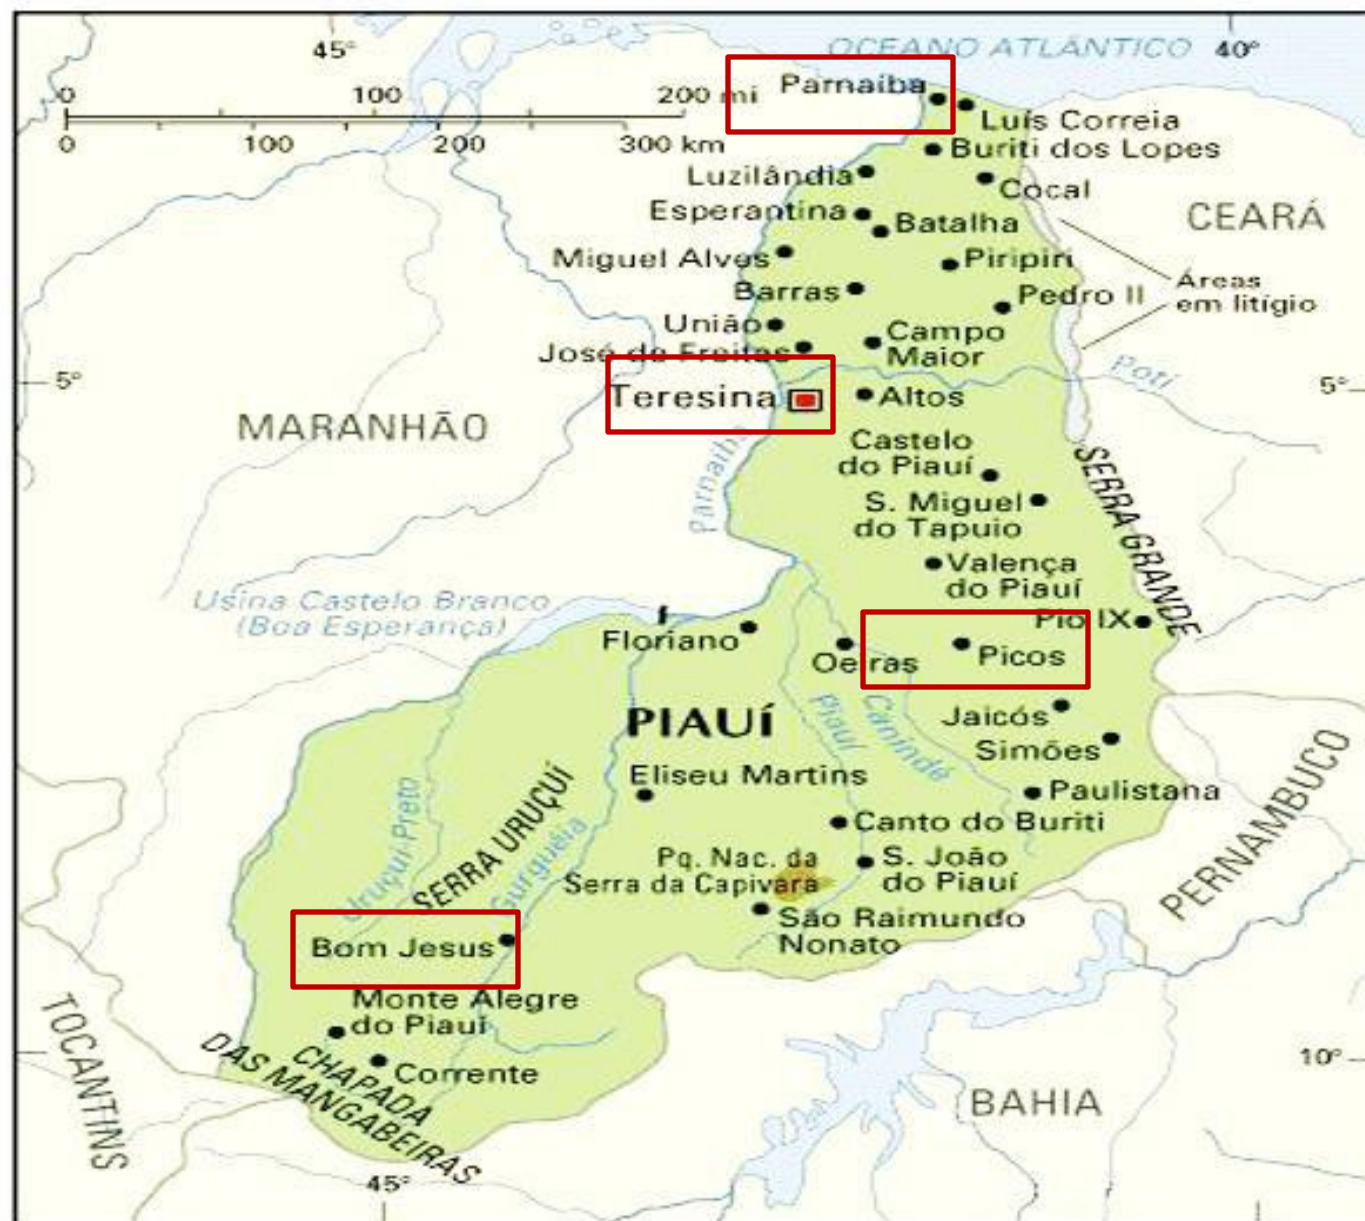 OCEANO ATLÂNTICO
45°
40°
0 100 200 mi
0 100 200 300 km
Parnaíba
Luís Correia
Buriti dos Lopes
Luzilândia
Cocal
Esperantina
Batalha
CEARÁ
Miguel Alves
Piripiri
Áreas
em litígio
Barras
Pedro II
União
Campo
Maior
José de Freitas
Poti
5°
5°
Teresina
Altos
MARANHÃO
Castelo
do Piauí
Parnaíba
SERRA GRANDE
S. Miguel
do Tapuio
Valença
do Piauí
Usina Castelo Branco
(Boa Esperança)
Pio IX
Floriano
Oeiras
Picos
PIAUÍ
Piauí
Canindé
Jaicós
Simões
Eliseu Martins
Paulistana
PERNAMBUCO
Uruçuí-Preto
SERRA URUÇUÍ
Gurguéia
Canto do Buriti
Pq. Nac. da
Serra da Capivara
S. João
do Piauí
São Raimundo
Nonato
Bom Jesus
Monte Alegre
do Piauí
TOCANTINS
CHAPADA
DAS MANGABEIRAS
Corrente
10°
BAHIA
45°